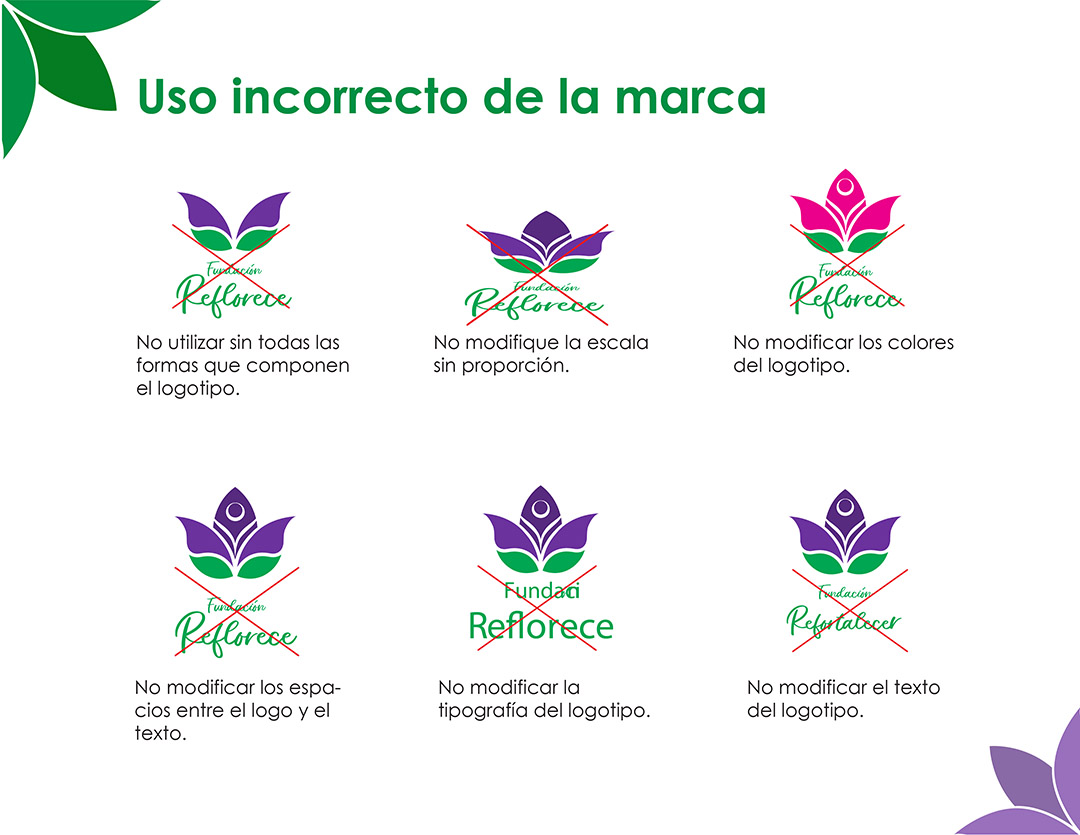 Uso incorrecto de la marca
Fundación
Reflorece
No utilizar sin todas las
formas que componen
el logotipo.
Fundación
Reflorece
No modifique la escala
sin proporción.
Fundación
Reflorece
No modificar los colores
del logotipo.
Fundación
Reflorece
No modificar los espa-
cios entre el logo y el
texto.
Fundaci
Reflorece
No modificar la
tipografía del logotipo.
Fundación
Refortalecer
No modificar el texto
del logotipo.